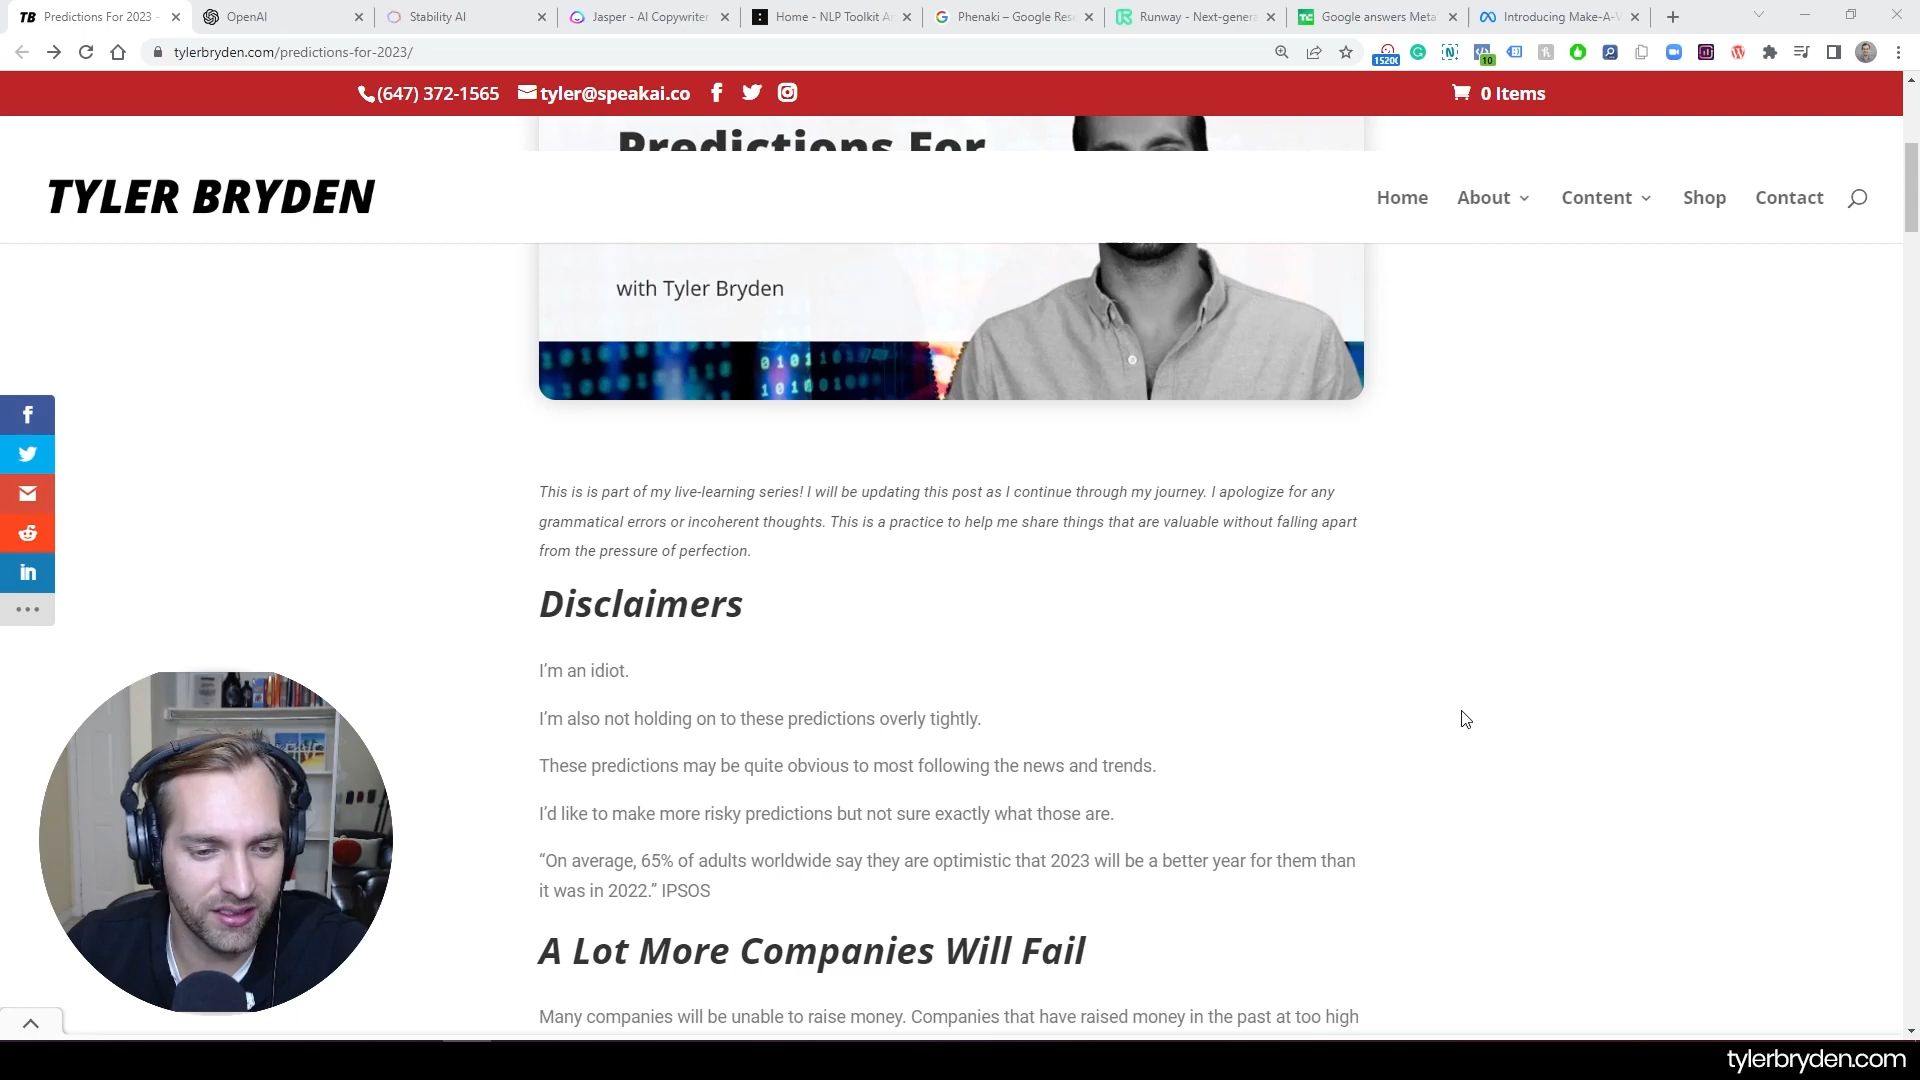 TB Predictions For 2023 -
OpenAI
Stability AI
Jasper - AI Copywriter
Home - NLP Toolkit A
Phenaki – Google Res
Runway - Next-genera
Google answers Meta
Introducing Make-A-V
tylerbryden.com/predictions-for-2023/
1520
10
(647) 372-1565
tyler@speakai.co
0 Items
Predictions For
TYLER BRYDEN
Home
About
Content
Shop
Contact
with Tyler Bryden
This is is part of my live-learning series! I will be updating this post as I continue through my journey. I apologize for any
grammatical errors or incoherent thoughts. This is a practice to help me share things that are valuable without falling apart
from the pressure of perfection.
Disclaimers
I’m an idiot.
I’m also not holding on to these predictions overly tightly.
These predictions may be quite obvious to most following the news and trends.
I’d like to make more risky predictions but not sure exactly what those are.
“On average, 65% of adults worldwide say they are optimistic that 2023 will be a better year for them than
it was in 2022.” IPSOS
A Lot More Companies Will Fail
Many companies will be unable to raise money. Companies that have raised money in the past at too high
tylerbryden.com